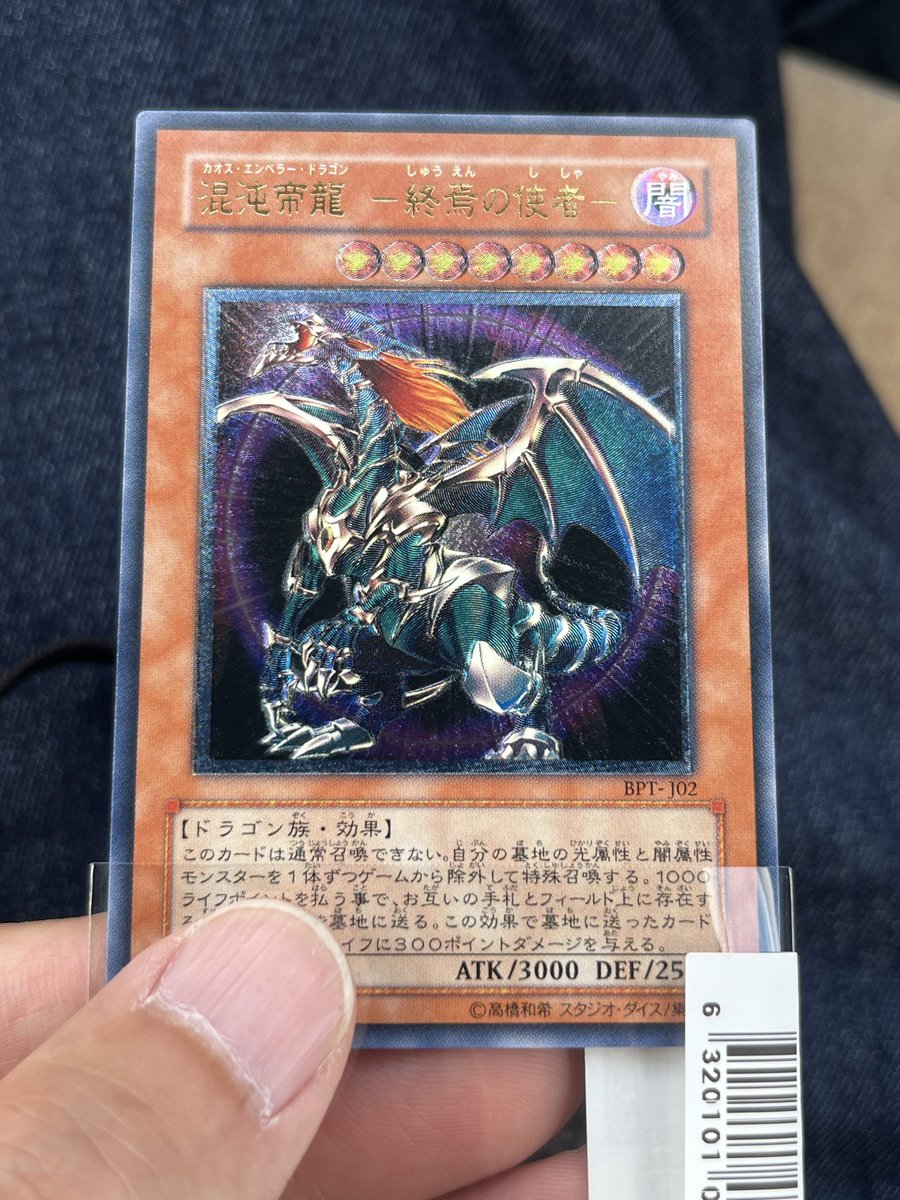 カオス・エンペラー・ドラゴン しゅうえん ししゃ
混沌帝龍 －終焉の使者－
やみ
闇
BPT-J02
【ドラゴン族・効果】
このカードは通常召喚できない。自分の墓地の光属性と闇属性
モンスターを１体ずつゲームから除外して特殊召喚する。1000
ライフポイントを払う事で、お互いの手札とフィールド上に存在す
る 墓地に送る。この効果で墓地に送ったカード
イフに３００ポイントダメージを与える。
ATK/3000 DEF/25
©高橋和希 スタジオ・ダイス/集
6 320101 0